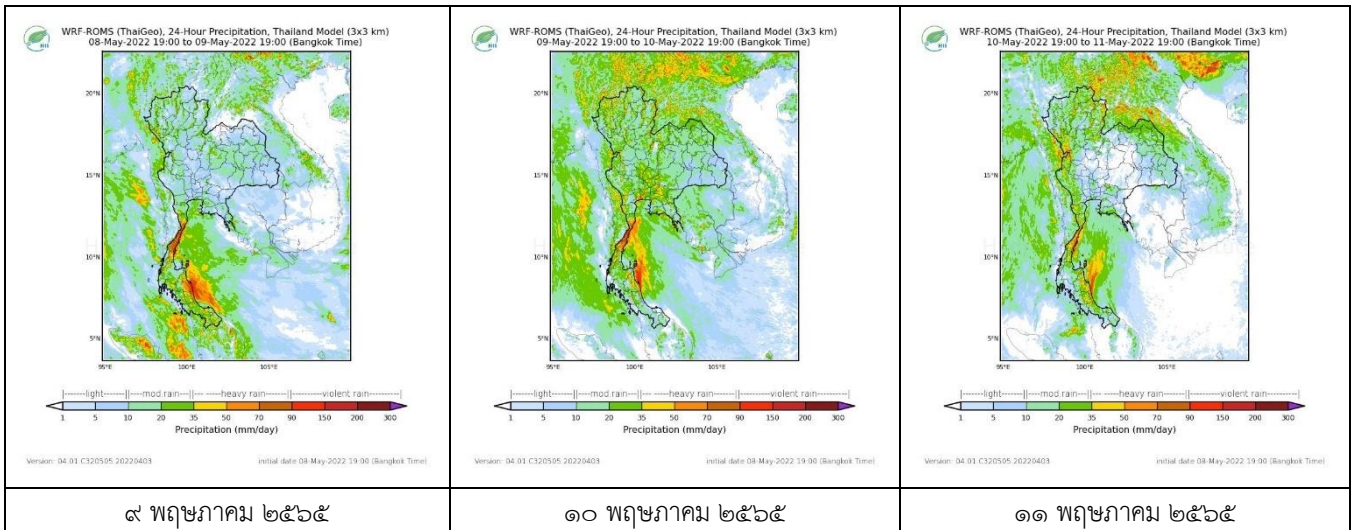 WRF-ROMS (ThaiGeo), 24-Hour Precipitation, Thailand Model (3x3 km)
08-May-2022 19:00 to 09-May-2022 19:00 (Bangkok Time)
HII
20°N
15°N
10°N
5°N
95°E 100°E 105°E
|-------light-------||--mod.rain---||--- ----heavy rain----||------violent rain-------|
1 5 10 20 35 50 70 90 150 200 300
Precipitation (mm/day)
Version: 04.01.C320505.20220403 initial date 08-May-2022 19:00 (Bangkok Time)
๙ พฤษภาคม ๒๕๖๕
WRF-ROMS (ThaiGeo), 24-Hour Precipitation, Thailand Model (3x3 km)
09-May-2022 19:00 to 10-May-2022 19:00 (Bangkok Time)
HII
20°N
15°N
10°N
5°N
95°E 100°E 105°E
|-------light-------||--mod.rain---||--- ----heavy rain----||------violent rain-------|
1 5 10 20 35 50 70 90 150 200 300
Precipitation (mm/day)
Version: 04.01.C320505.20220403 initial date 08-May-2022 19:00 (Bangkok Time)
๑๐ พฤษภาคม ๒๕๖๕
WRF-ROMS (ThaiGeo), 24-Hour Precipitation, Thailand Model (3x3 km)
10-May-2022 19:00 to 11-May-2022 19:00 (Bangkok Time)
HII
20°N
15°N
10°N
5°N
95°E 100°E 105°E
|-------light-------||--mod.rain---||--- ----heavy rain----||------violent rain-------|
1 5 10 20 35 50 70 90 150 200 300
Precipitation (mm/day)
Version: 04.01.C320505.20220403 initial date 08-May-2022 19:00 (Bangkok Time)
๑๑ พฤษภาคม ๒๕๖๕